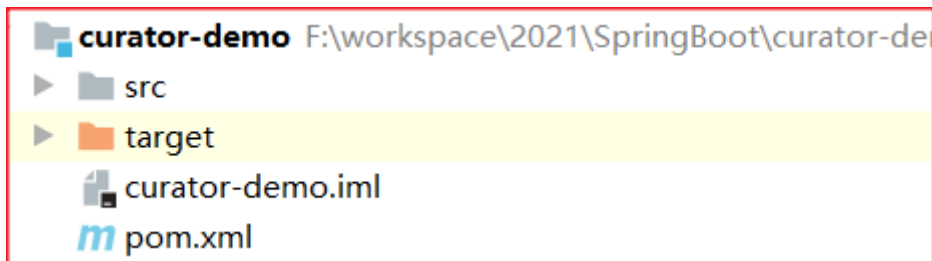 curator-demo F:\workspace\2021\SpringBoot\curator-de
src
target
curator-demo.iml
pom.xml